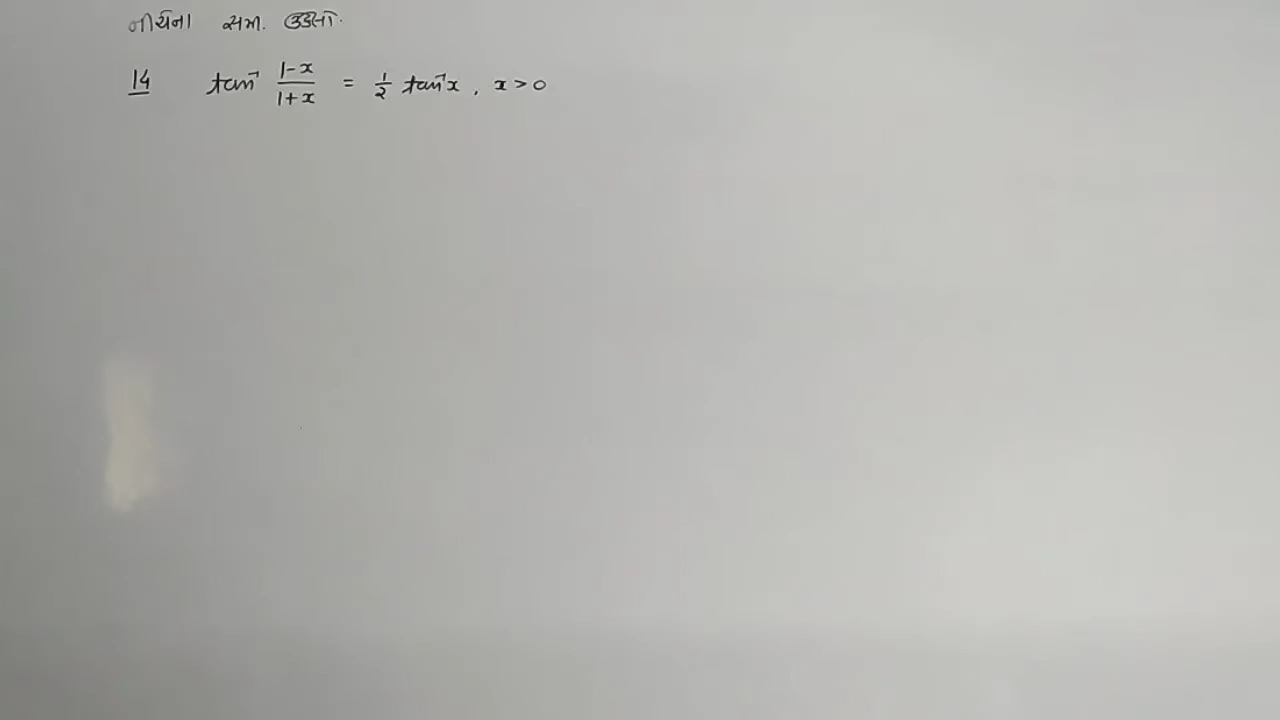 નીચેના સમી. ઉકેલો.
14 tan⁻¹ (1-x)/(1+x) = 1/2 tan⁻¹x, x > 0